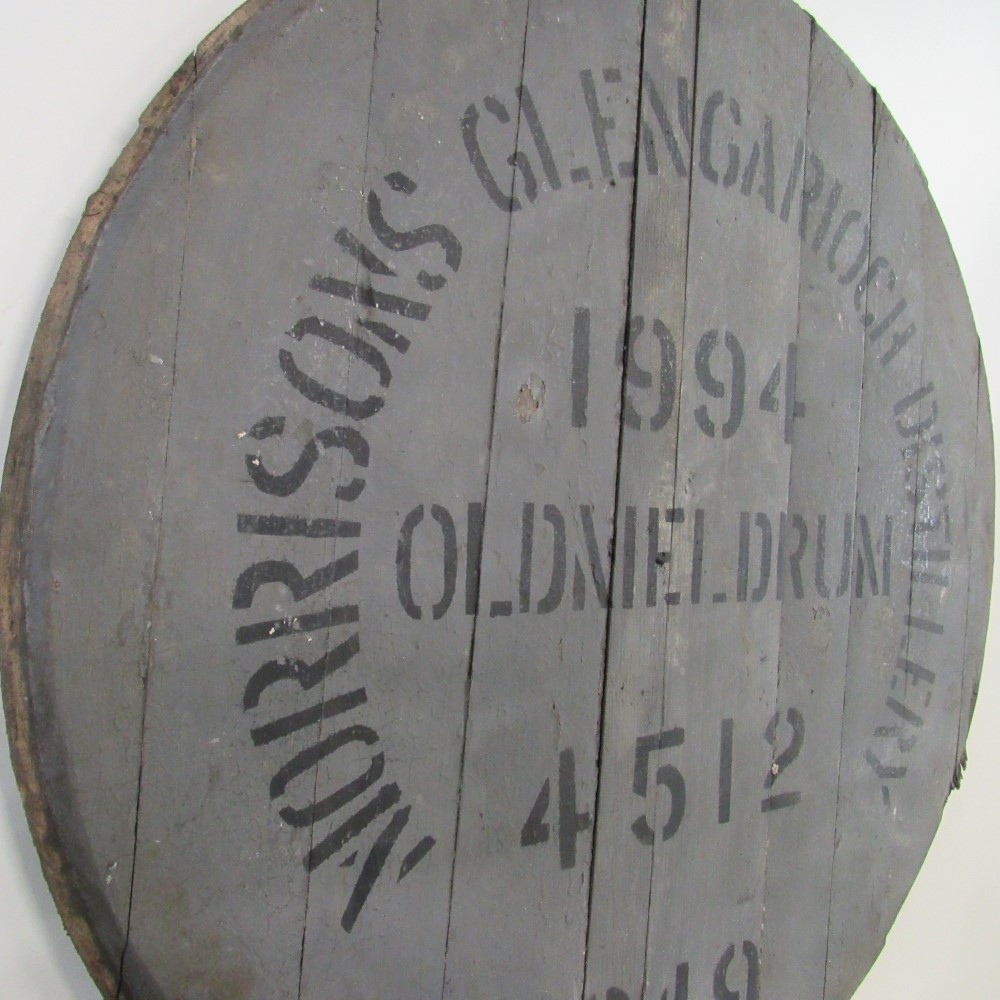 MORRISONS GLENGARIOCH DISTILLERY
1994
OLDMELDRUM
4512